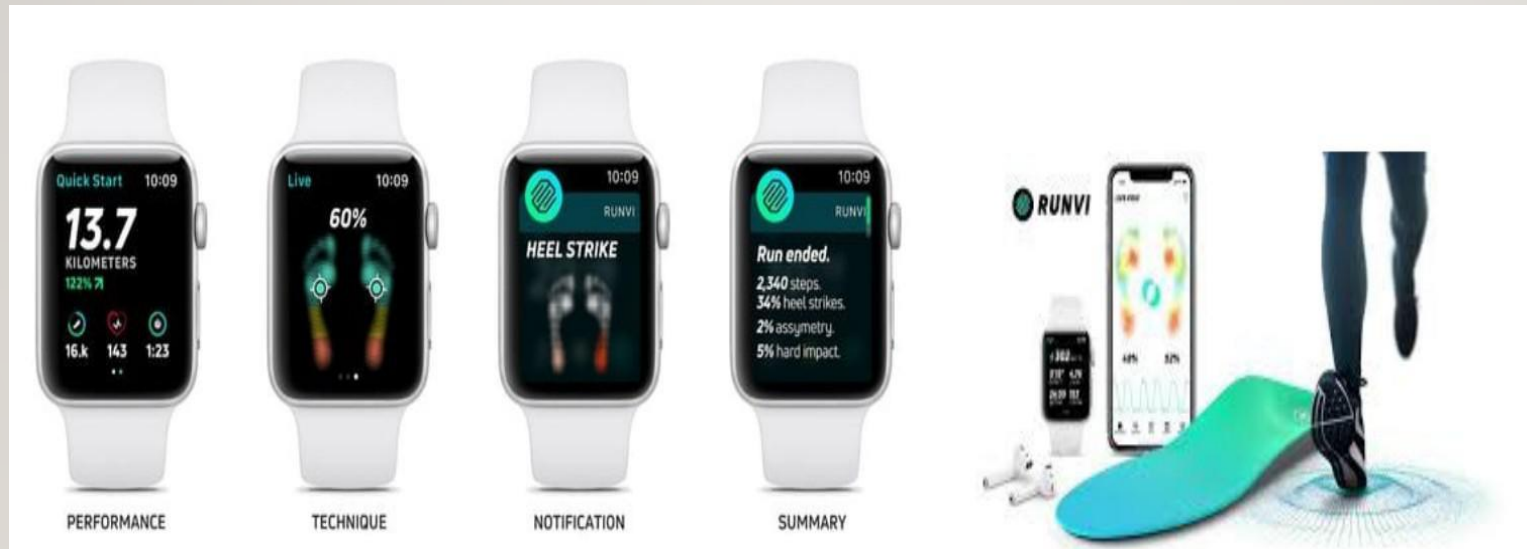 Quick Start 10:09
13.7
KILOMETERS
122%
16.k 143 1:23
PERFORMANCE
Live 10:09
60%
TECHNIQUE
10:09
RUNVI
HEEL STRIKE
NOTIFICATION
10:09
RUNVI
Run ended.
2,340 steps.
34% heel strikes.
2% assymetry.
5% hard impact.
SUMMARY
RUNVI
48% 52%